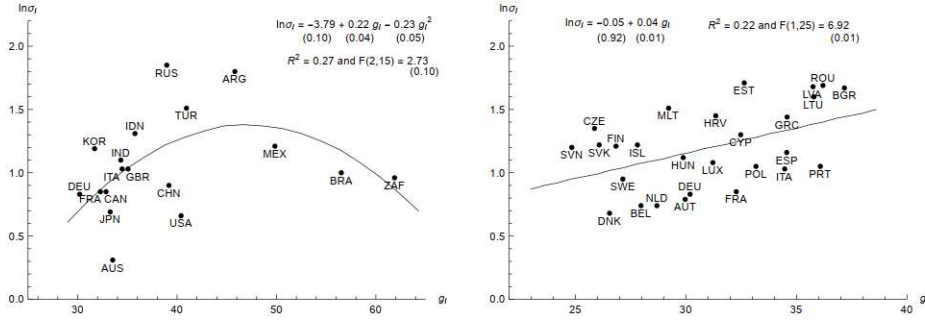 lnσᵢ
lnσᵢ = −3.79 + 0.22 gᵢ − 0.23 gᵢ²
(0.10) (0.04) (0.05)
R² = 0.27 and F(2,15) = 2.73
(0.10)
2.0
1.5
1.0
0.5
0.0
RUS
ARG
TUR
IDN
KOR
IND
MEX
ITA
GBR
DEU
FRA
CAN
CHN
BRA
ZAF
JPN
USA
AUS
30
40
50
60
gᵢ
lnσᵢ
lnσᵢ = −0.05 + 0.04 gᵢ
(0.92) (0.01)
R² = 0.22 and F(1,25) = 6.92
(0.01)
2.0
1.5
1.0
0.5
0.0
EST
ROU
LVA
LTU
BGR
MLT
HRV
GRC
CZE
CYP
SVN
SVK
FIN
ISL
HUN
LUX
POL
ESP
ITA
PRT
SWE
DEU
NLD
AUT
FRA
DNK
BEL
25
30
35
40
gᵢ